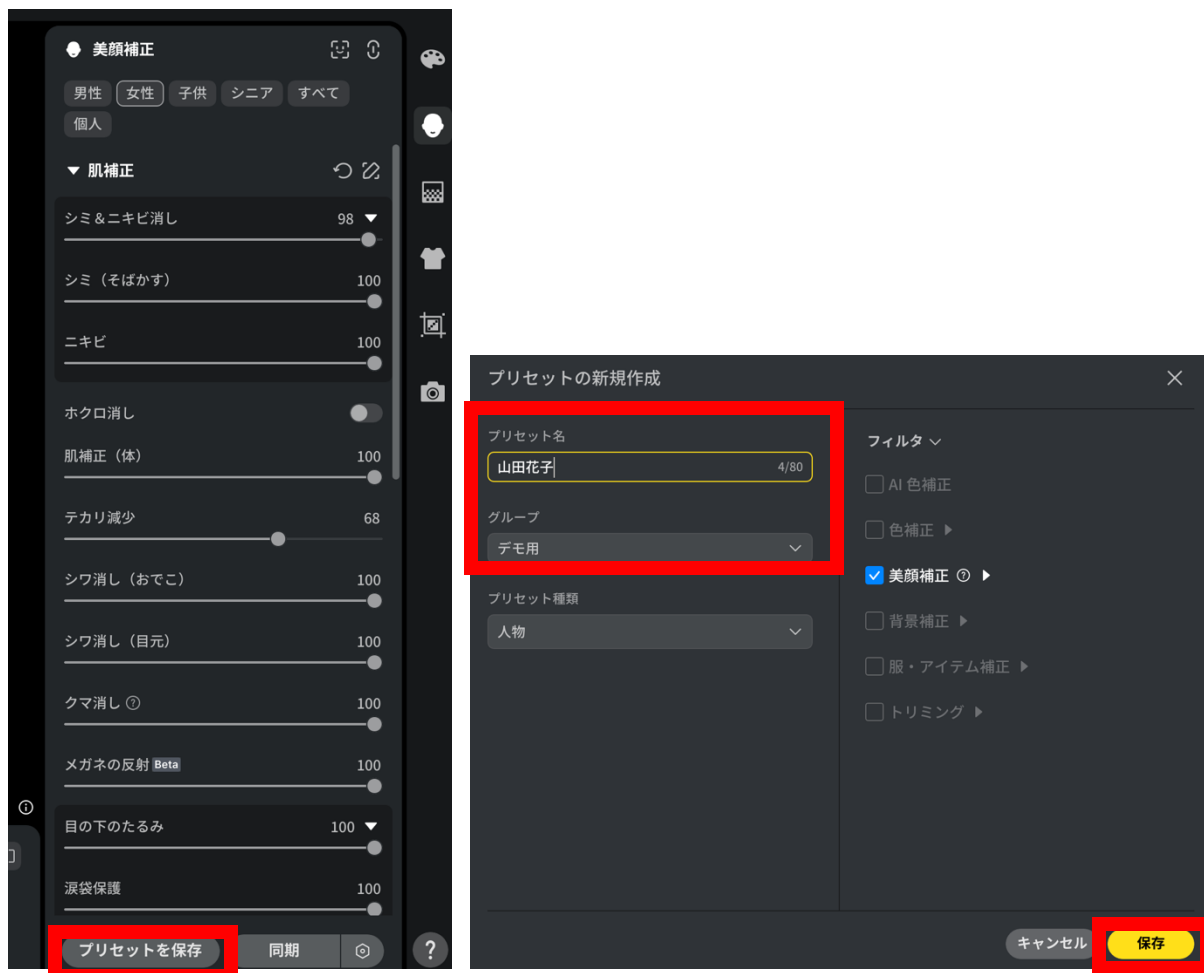 美顔補正
男性 女性 子供 シニア すべて
個人
肌補正
シミ＆ニキビ消し 98
シミ（そばかす） 100
ニキビ 100
ホクロ消し
肌補正（体） 100
テカリ減少 68
シワ消し（おでこ） 100
シワ消し（目元） 100
クマ消し ? 100
メガネの反射 Beta 100
目の下のたるみ 100
涙袋保護 100
プリセットを保存 同期
?
プリセットの新規作成
プリセット名
山田花子 4/80
グループ
デモ用
プリセット種類
人物
フィルタ
AI 色補正
色補正
美顔補正 ?
背景補正
服・アイテム補正
トリミング
キャンセル 保存